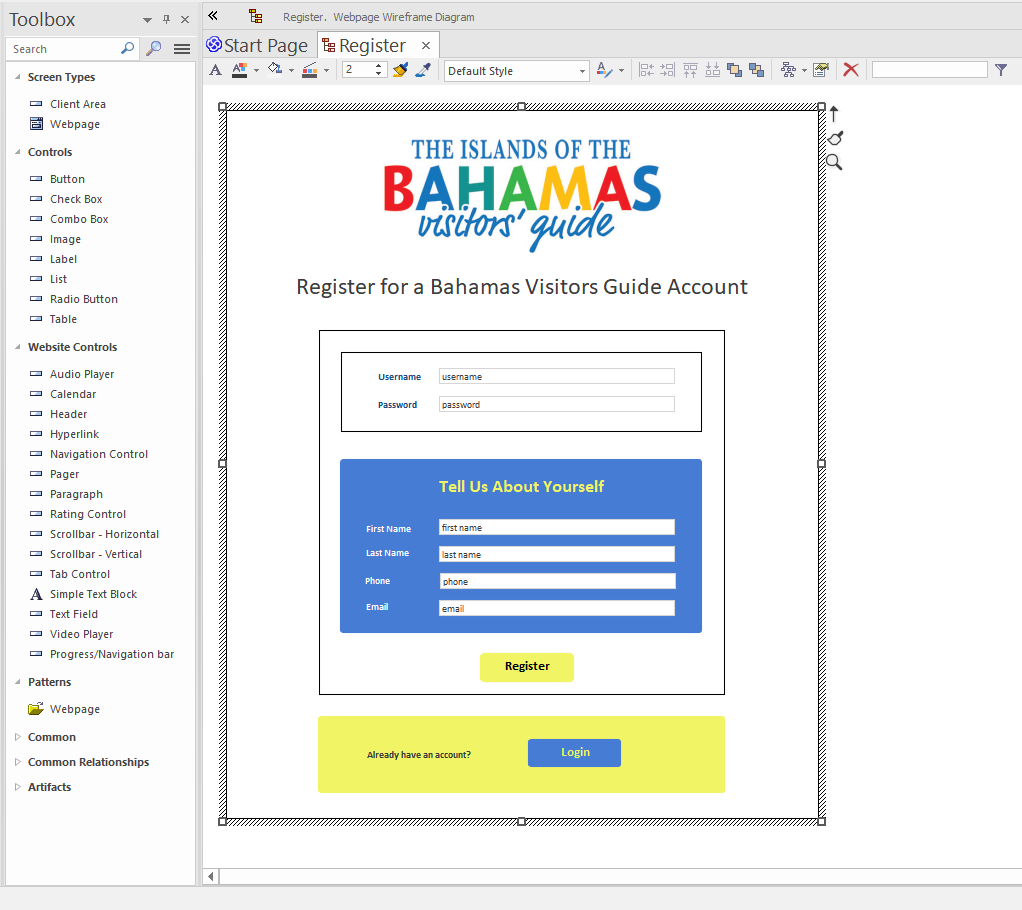 Toolbox
Search
Screen Types
Client Area
Webpage
Controls
Button
Check Box
Combo Box
Image
Label
List
Radio Button
Table
Website Controls
Audio Player
Calendar
Header
Hyperlink
Navigation Control
Pager
Paragraph
Rating Control
Scrollbar - Horizontal
Scrollbar - Vertical
Tab Control
A Simple Text Block
Text Field
Video Player
Progress/Navigation bar
Patterns
Webpage
Common
Common Relationships
Artifacts
Register. Webpage Wireframe Diagram
Start Page
Register
2
Default Style
THE ISLANDS OF THE
BAHAMAS
visitors' guide
Register for a Bahamas Visitors Guide Account
Username username
Password password
Tell Us About Yourself
First Name first name
Last Name last name
Phone phone
Email email
Register
Already have an account? Login